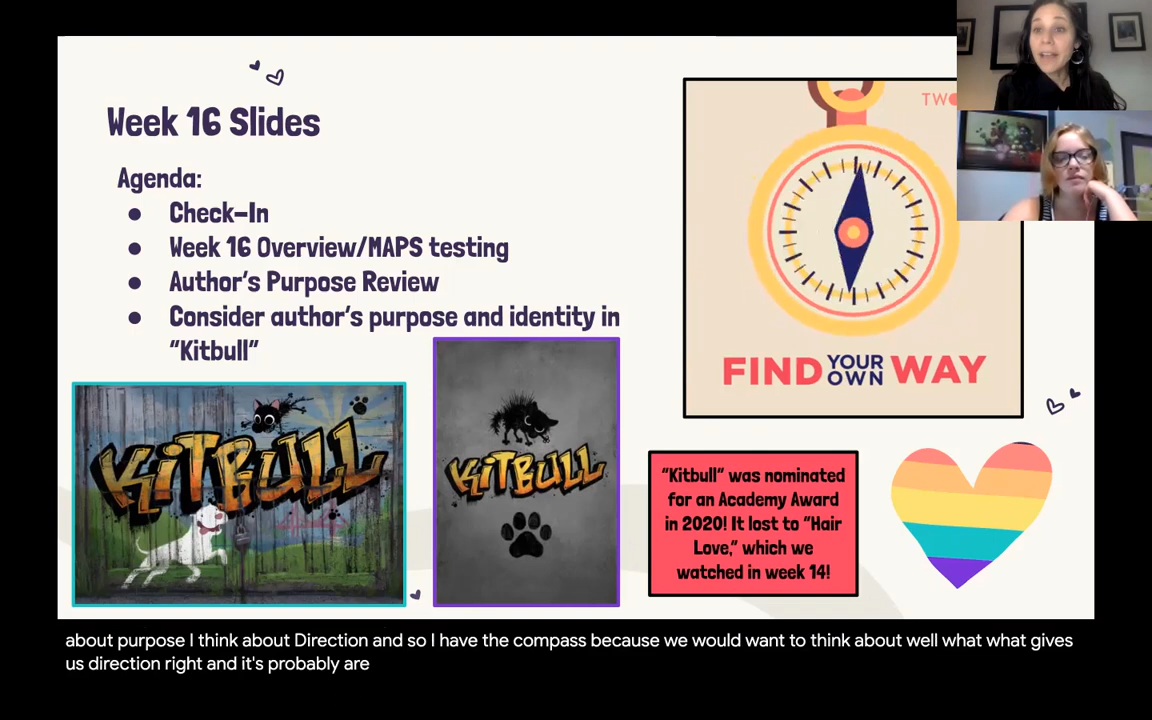 Week 16 Slides
Agenda:
● Check-In
● Week 16 Overview/MAPS testing
● Author's Purpose Review
● Consider author's purpose and identity in
"Kitbull"
KITBULL
KITBULL
FIND YOUR OWN WAY
"Kitbull" was nominated
for an Academy Award
in 2020! It lost to "Hair
Love," which we
watched in week 14!
about purpose I think about Direction and so I have the compass because we would want to think about well what what gives
us direction right and it's probably are